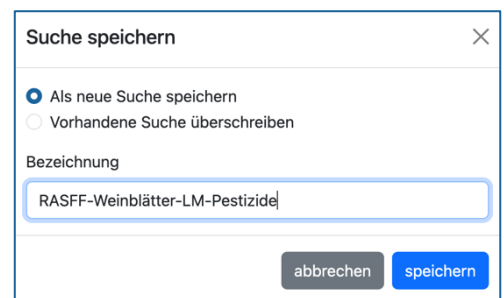 Suche speichern
Als neue Suche speichern
Vorhandene Suche überschreiben
Bezeichnung
RASFF-Weinblätter-LM-Pestizide
abbrechen speichern